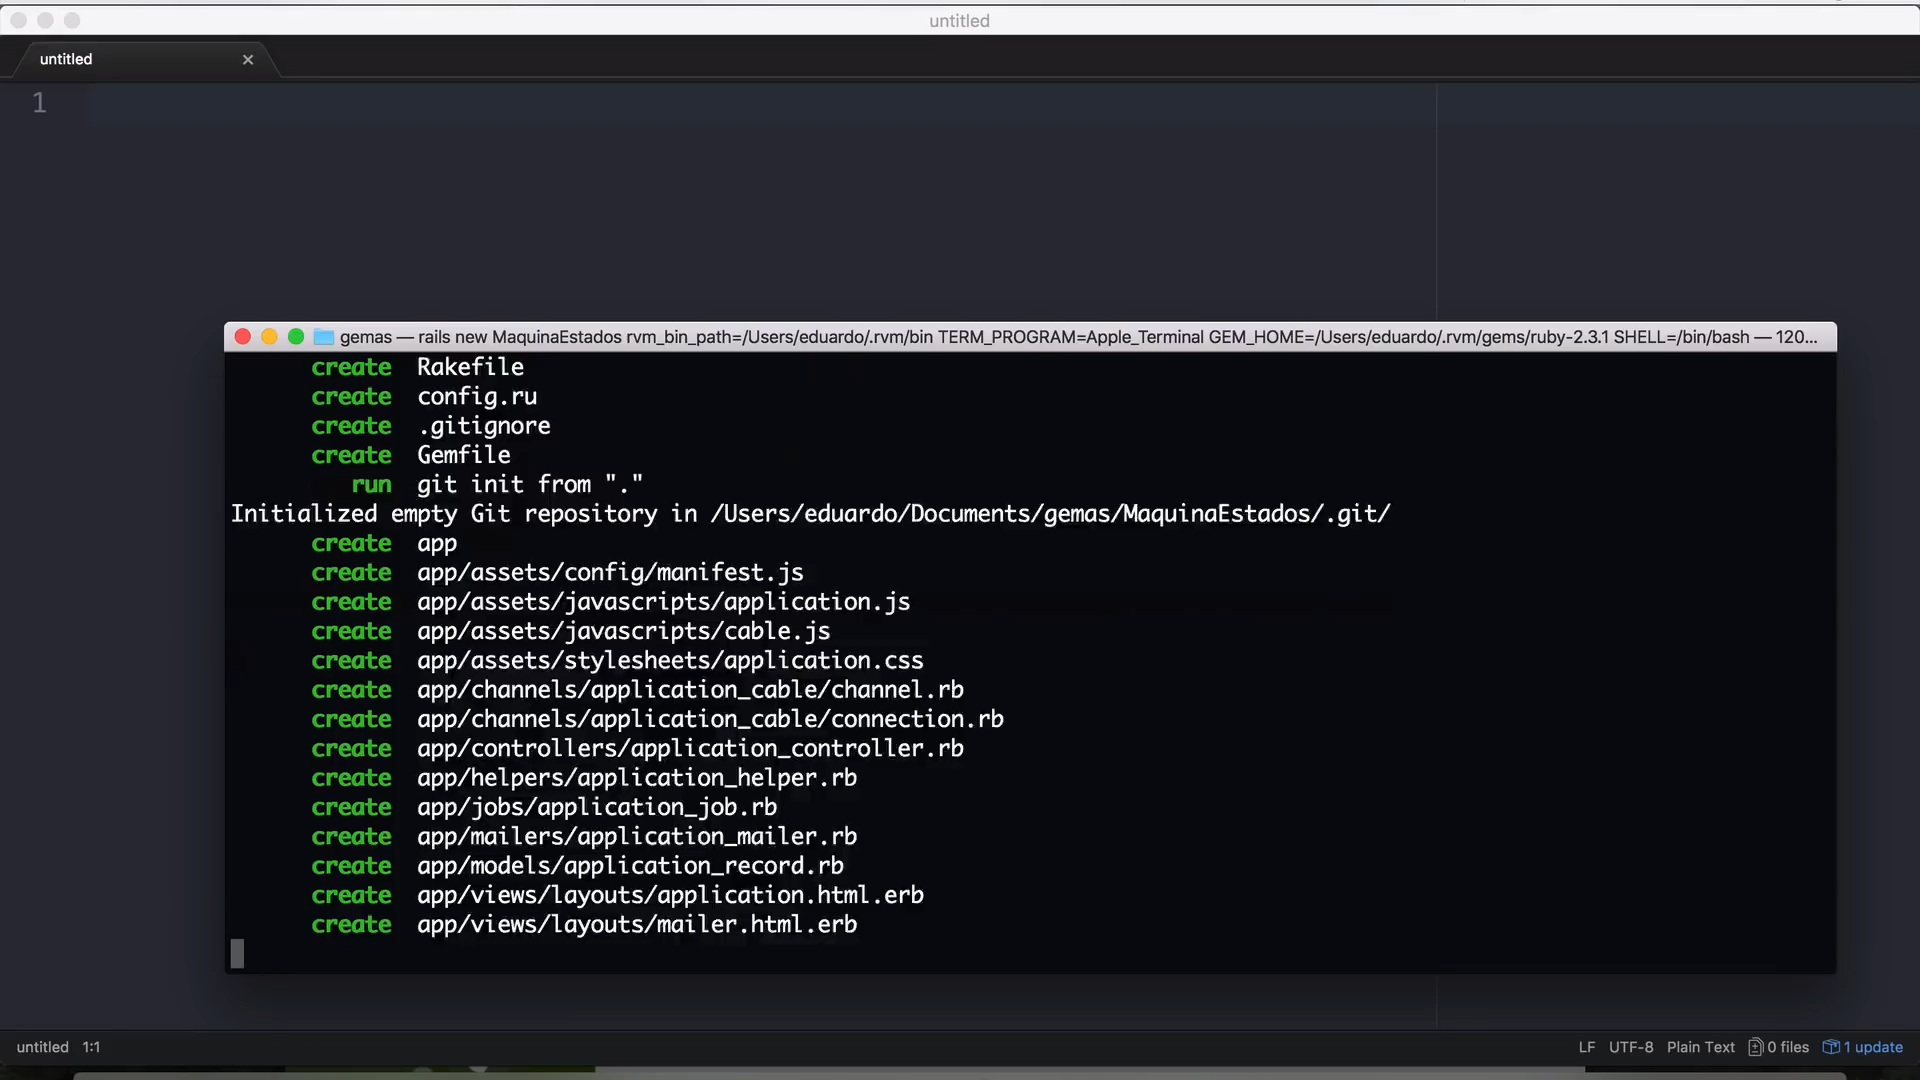 untitled
untitled
1
gemas — rails new MaquinaEstados rvm_bin_path=/Users/eduardo/.rvm/bin TERM_PROGRAM=Apple_Terminal GEM_HOME=/Users/eduardo/.rvm/gems/ruby-2.3.1 SHELL=/bin/bash — 120...
create Rakefile
create config.ru
create .gitignore
create Gemfile
run git init from "."
Initialized empty Git repository in /Users/eduardo/Documents/gemas/MaquinaEstados/.git/
create app
create app/assets/config/manifest.js
create app/assets/javascripts/application.js
create app/assets/javascripts/cable.js
create app/assets/stylesheets/application.css
create app/channels/application_cable/channel.rb
create app/channels/application_cable/connection.rb
create app/controllers/application_controller.rb
create app/helpers/application_helper.rb
create app/jobs/application_job.rb
create app/mailers/application_mailer.rb
create app/models/application_record.rb
create app/views/layouts/application.html.erb
create app/views/layouts/mailer.html.erb
untitled 1:1 LF UTF-8 Plain Text 0 files 1 update